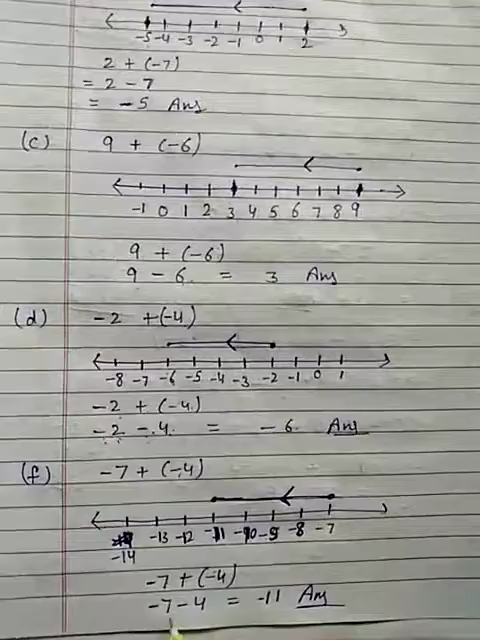 -5 -4 -3 -2 -1 0 1 2
2 + (-7)
= 2 - 7
= -5 Ans
(c) 9 + (-6)
-1 0 1 2 3 4 5 6 7 8 9
9 + (-6)
9 - 6 = 3 Ans
(d) -2 + (-4)
-8 -7 -6 -5 -4 -3 -2 -1 0 1
-2 + (-4)
-2 - 4 = -6 Ans
(f) -7 + (-4)
-13 -12 -11 -10 -9 -8 -7
-14
-7 + (-4)
-7 - 4 = -11 Ans